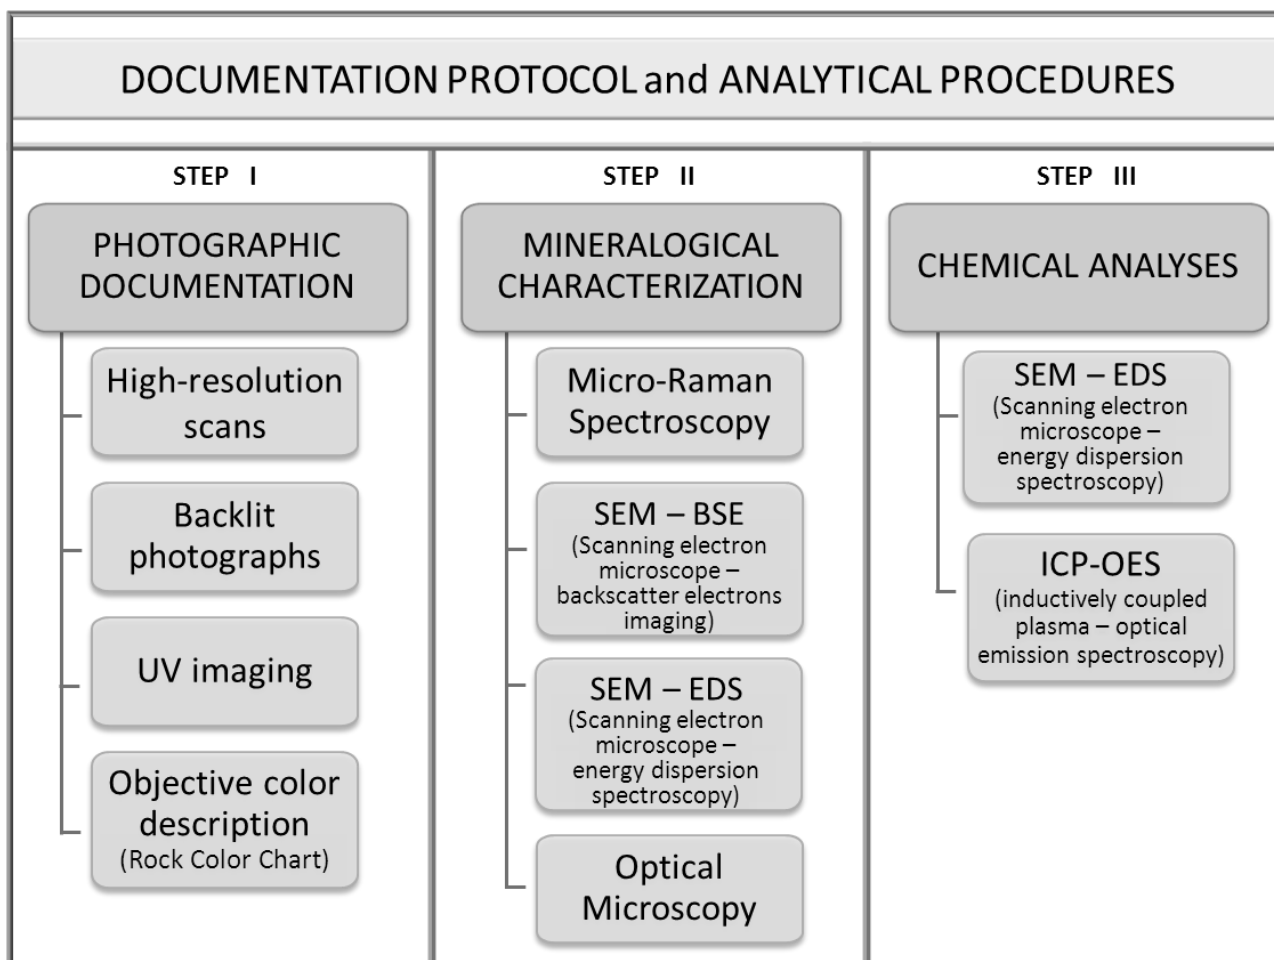 DOCUMENTATION PROTOCOL and ANALYTICAL PROCEDURES
STEP I
PHOTOGRAPHIC
DOCUMENTATION
High-resolution
scans
Backlit
photographs
UV imaging
Objective color
description
(Rock Color Chart)
STEP II
MINERALOGICAL
CHARACTERIZATION
Micro-Raman
Spectroscopy
SEM – BSE
(Scanning electron
microscope –
backscatter electrons
imaging)
SEM – EDS
(Scanning electron
microscope –
energy dispersion
spectroscopy)
Optical
Microscopy
STEP III
CHEMICAL ANALYSES
SEM – EDS
(Scanning electron
microscope –
energy dispersion
spectroscopy)
ICP-OES
(inductively coupled
plasma – optical
emission spectroscopy)